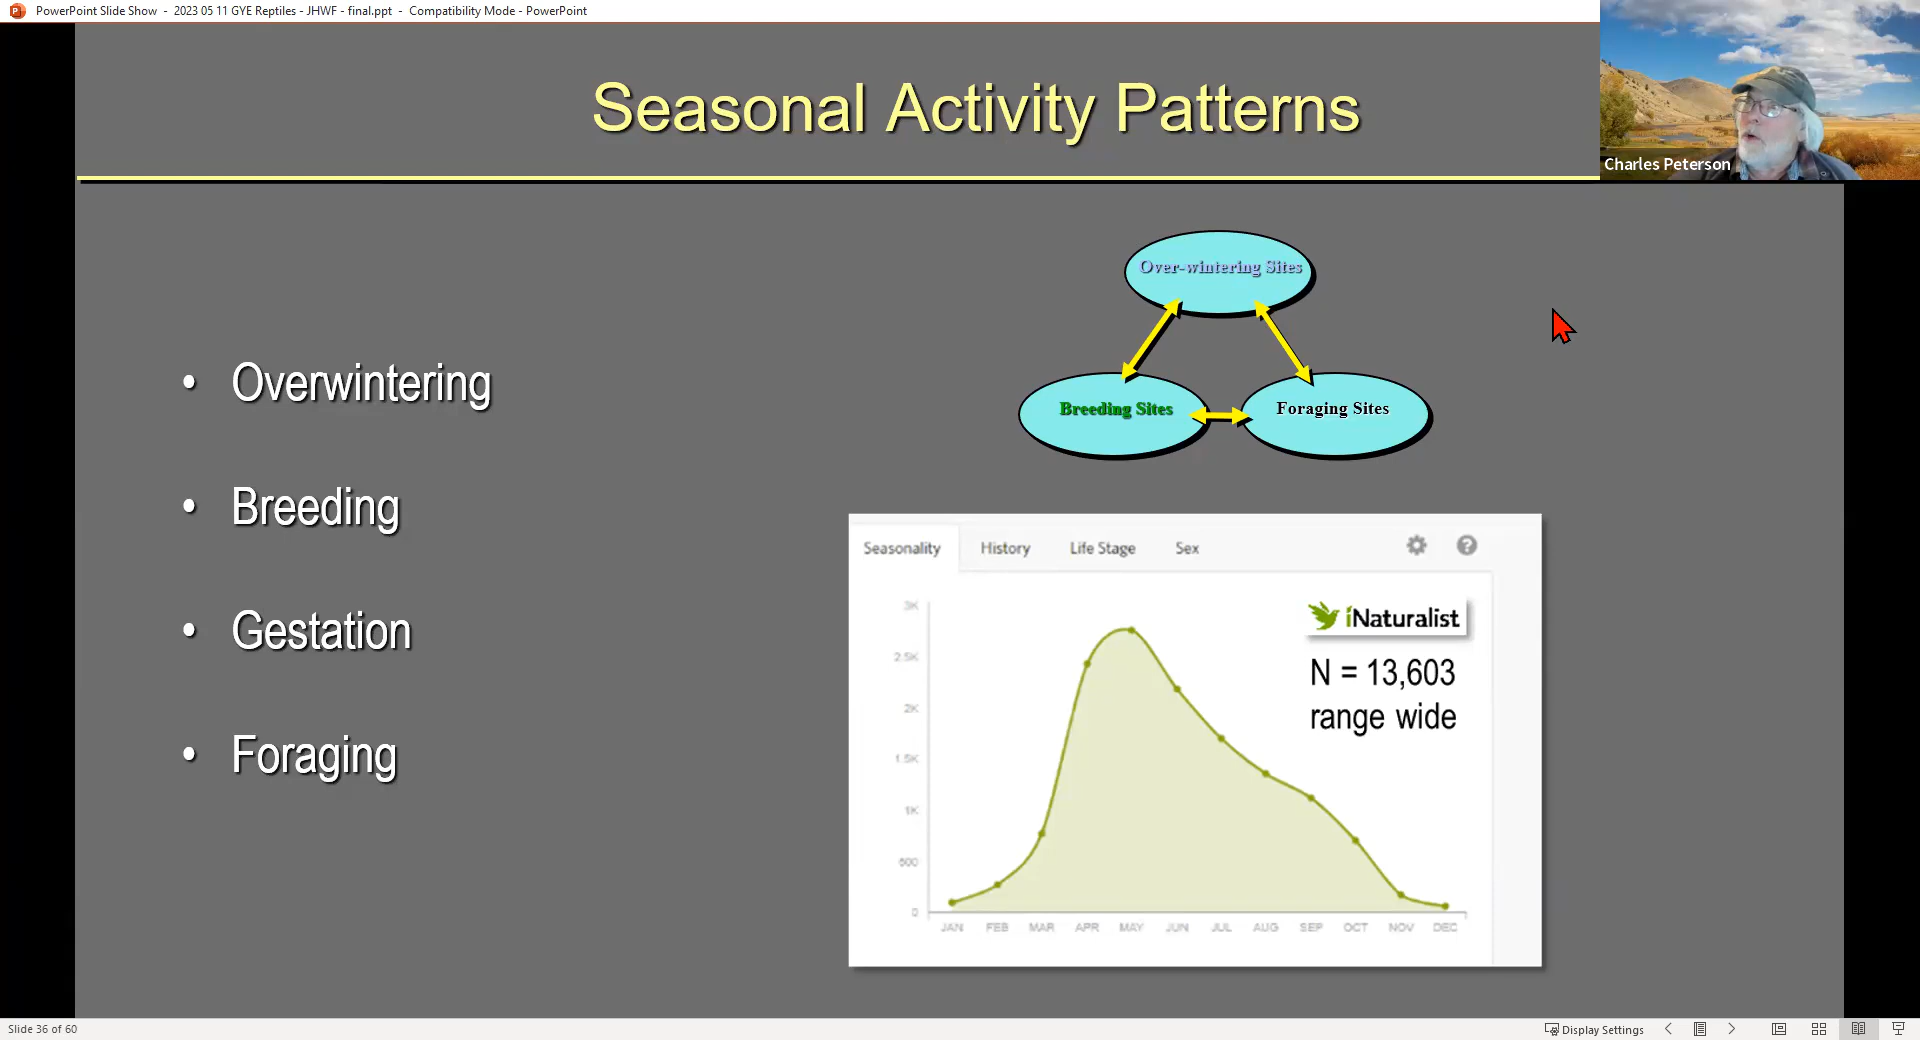 PowerPoint Slide Show - 2023 05 11 GYE Reptiles - JHWF - final.ppt - Compatibility Mode - PowerPoint
Seasonal Activity Patterns
Charles Peterson
Over-wintering Sites
Breeding Sites
Foraging Sites
• Overwintering
• Breeding
• Gestation
• Foraging
Seasonality History Life Stage Sex
iNaturalist
N = 13,603
range wide
3K
2.5K
2K
1.5K
1K
500
0
JAN FEB MAR APR MAY JUN JUL AUG SEP OCT NOV DEC
Slide 36 of 60
Display Settings